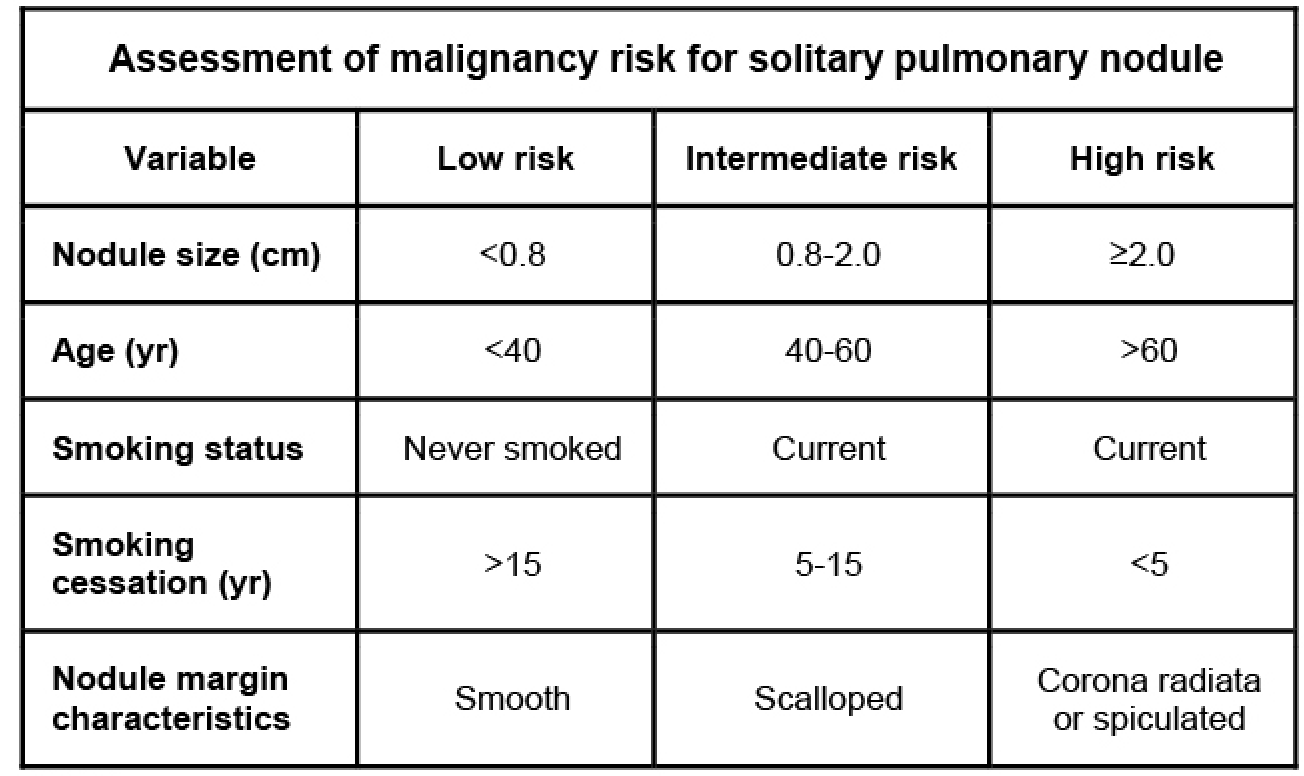 Assessment of malignancy risk for solitary pulmonary nodule
Variable Low risk Intermediate risk High risk
Nodule size (cm) <0.8 0.8-2.0 ≥2.0
Age (yr) <40 40-60 >60
Smoking status Never smoked Current Current
Smoking
cessation (yr) >15 5-15 <5
Nodule margin
characteristics Smooth Scalloped Corona radiata
or spiculated